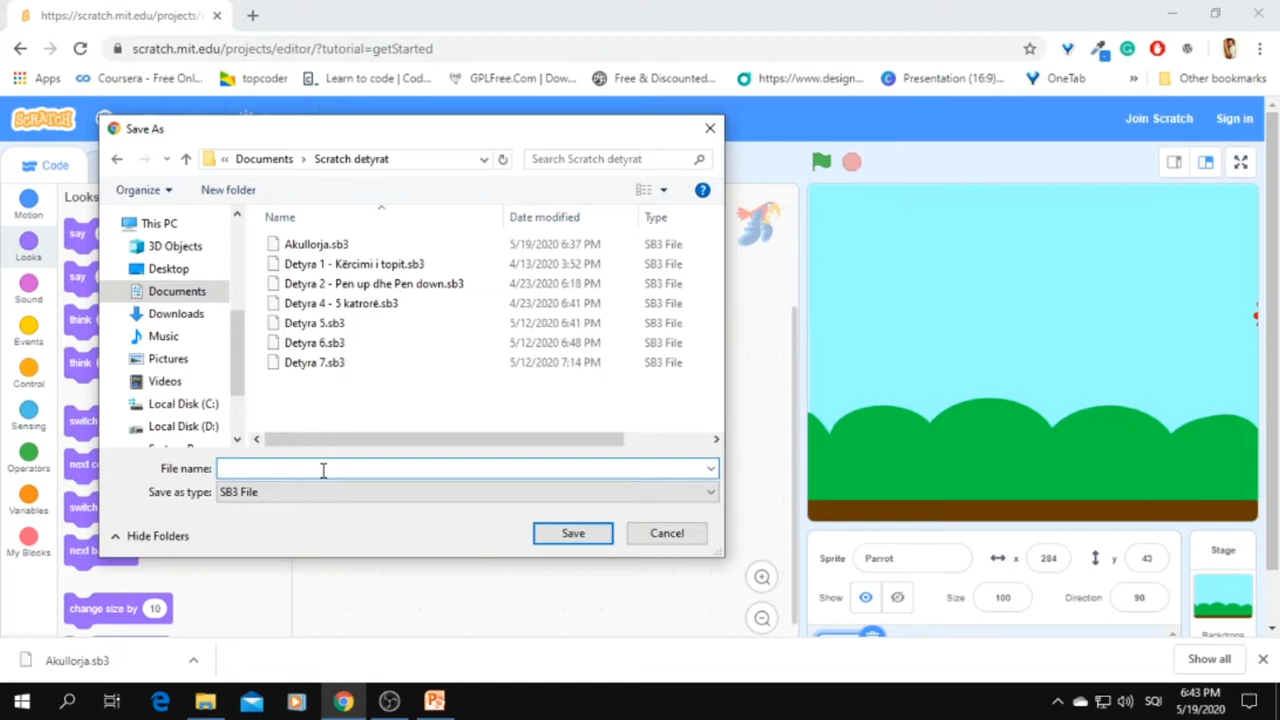 https://scratch.mit.edu/projects/
scratch.mit.edu/projects/editor/?tutorial=getStarted
Apps
Coursera - Free Onl...
topcoder
Learn to code | Cod...
GPLFree.Com | Dow...
Free & Discounted...
https://www.design...
Presentation (16:9)...
OneTab
»
Other bookmarks
SCRATCH
Join Scratch
Sign in
Save As
« Documents › Scratch detyrat
Search Scratch detyrat
Organize
New folder
Code
Motion
Looks
Sound
Events
Control
Sensing
Operators
Variables
My Blocks
Looks
say
say
think
think
switch
next co
switch
next b
change size by 10
This PC
3D Objects
Desktop
Documents
Downloads
Music
Pictures
Videos
Local Disk (C:)
Local Disk (D:)
Name Date modified Type
Akullorja.sb3 5/19/2020 6:37 PM SB3 File
Detyra 1 - Kërcimi i topit.sb3 4/13/2020 3:52 PM SB3 File
Detyra 2 - Pen up dhe Pen down.sb3 4/23/2020 6:18 PM SB3 File
Detyra 4 - 5 katrorë.sb3 4/23/2020 6:41 PM SB3 File
Detyra 5.sb3 5/12/2020 6:41 PM SB3 File
Detyra 6.sb3 5/12/2020 6:48 PM SB3 File
Detyra 7.sb3 5/12/2020 7:14 PM SB3 File
File name:
Save as type: SB3 File
Hide Folders
Save
Cancel
Sprite Parrot x 284 y 43
Show Size 100 Direction 90
Stage
Backdrops
Akullorja.sb3
Show all
SQI
6:43 PM
5/19/2020